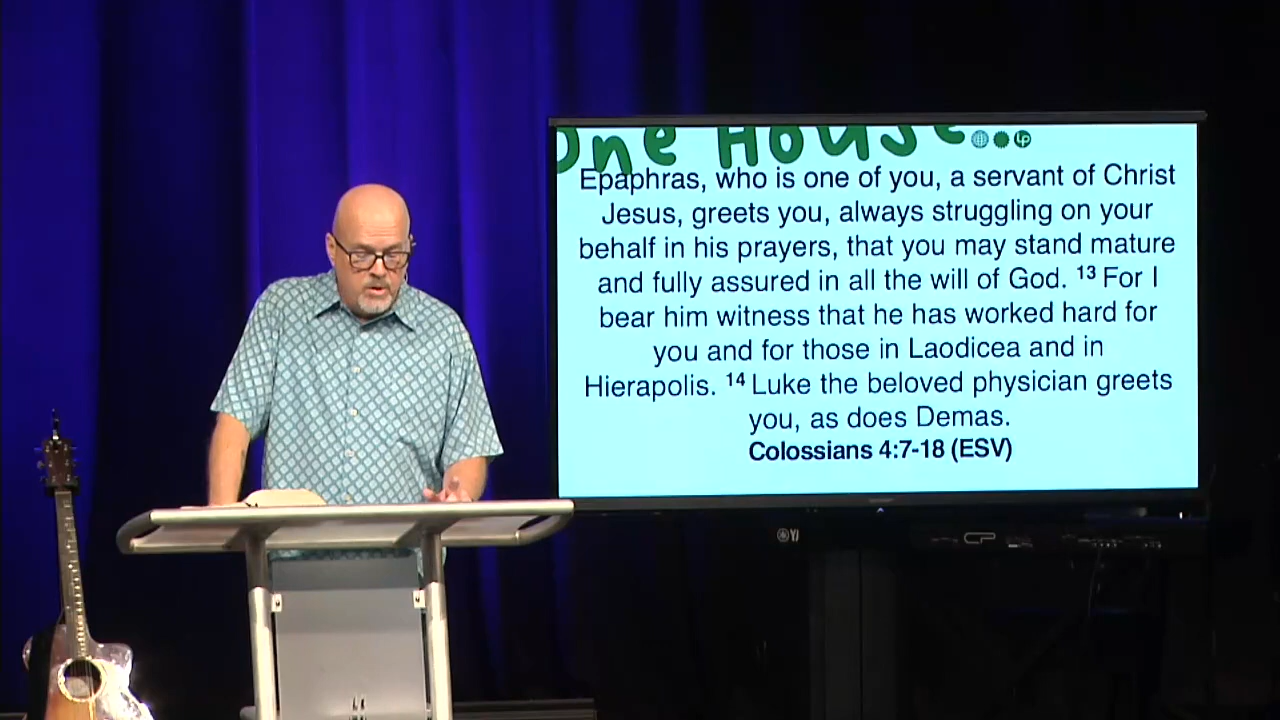 One House...
Epaphras, who is one of you, a servant of Christ
Jesus, greets you, always struggling on your
behalf in his prayers, that you may stand mature
and fully assured in all the will of God. ¹³ For I
bear him witness that he has worked hard for
you and for those in Laodicea and in
Hierapolis. ¹⁴ Luke the beloved physician greets
you, as does Demas.
Colossians 4:7-18 (ESV)